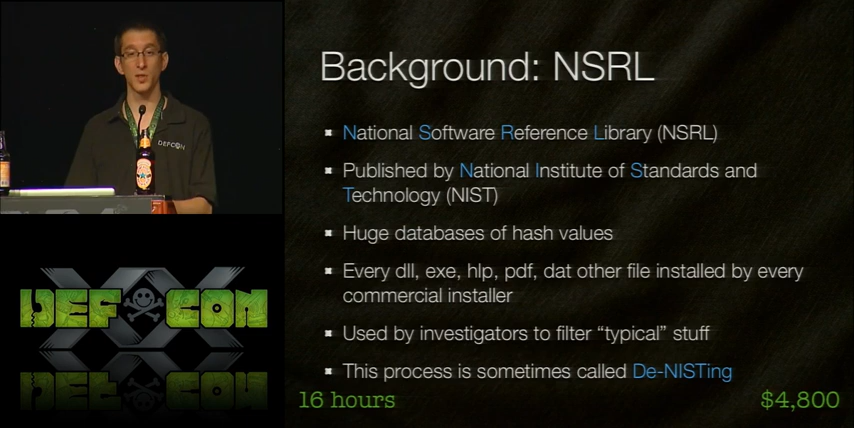 DEFCON
Background: NSRL
National Software Reference Library (NSRL)
Published by National Institute of Standards and
Technology (NIST)
Huge databases of hash values
Every dll, exe, hlp, pdf, dat other file installed by every
commercial installer
Used by investigators to filter “typical” stuff
This process is sometimes called De-NISTing
16 hours
$4,800
DEF CON
XX